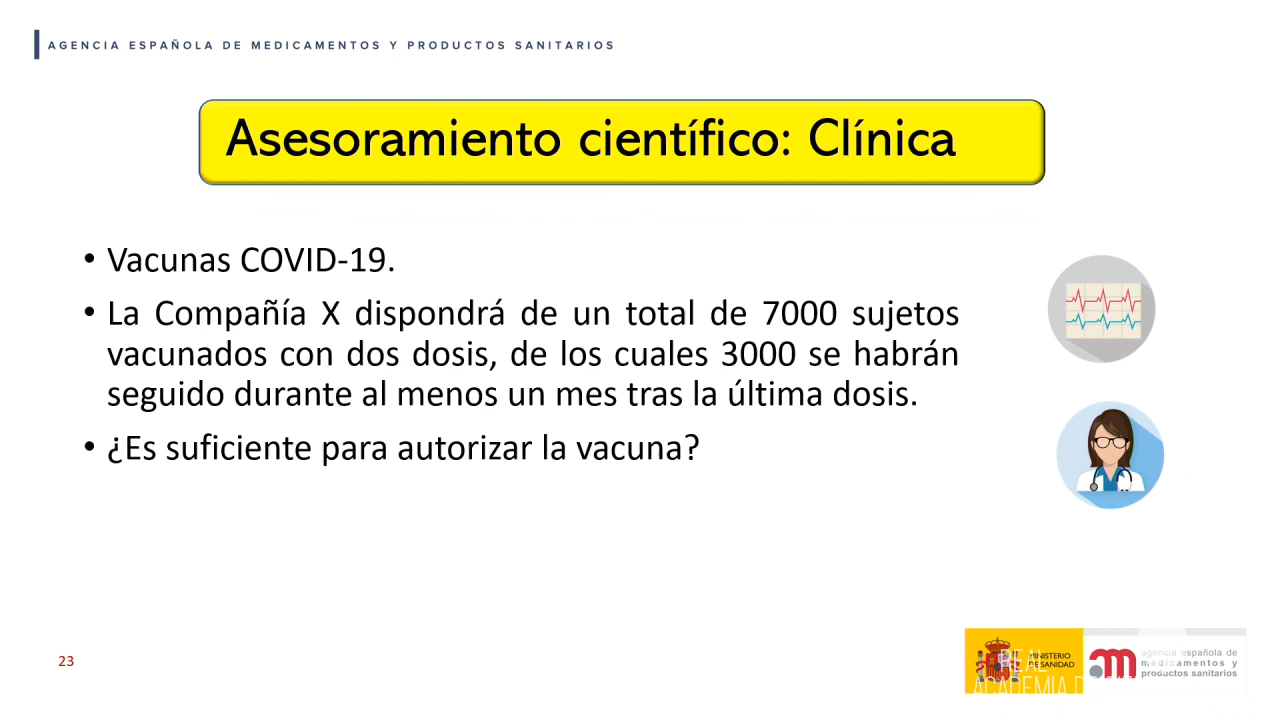 AGENCIA ESPAÑOLA DE MEDICAMENTOS Y PRODUCTOS SANITARIOS
Asesoramiento científico: Clínica
• Vacunas COVID-19.
• La Compañía X dispondrá de un total de 7000 sujetos
vacunados con dos dosis, de los cuales 3000 se habrán
seguido durante al menos un mes tras la última dosis.
• ¿Es suficiente para autorizar la vacuna?
23
MINISTERIO
DE SANIDAD
agencia española de
medicamentos y
productos sanitarios
REAL
ACADEMIA